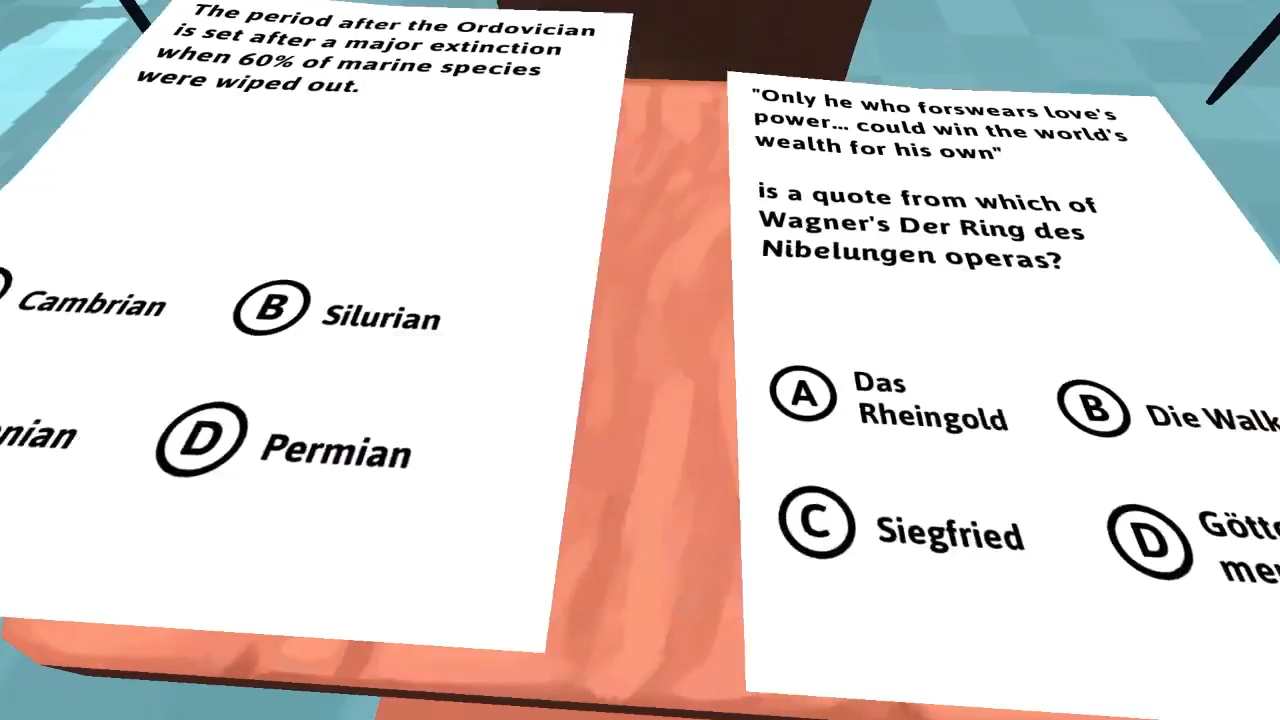 The period after the Ordovician
is set after a major extinction
when 60% of marine species
were wiped out.
Cambrian
B Silurian
D Permian
"Only he who forswears love's
power... could win the world's
wealth for his own"
is a quote from which of
Wagner's Der Ring des
Nibelungen operas?
A Das
Rheingold
B Die
C Siegfried
D